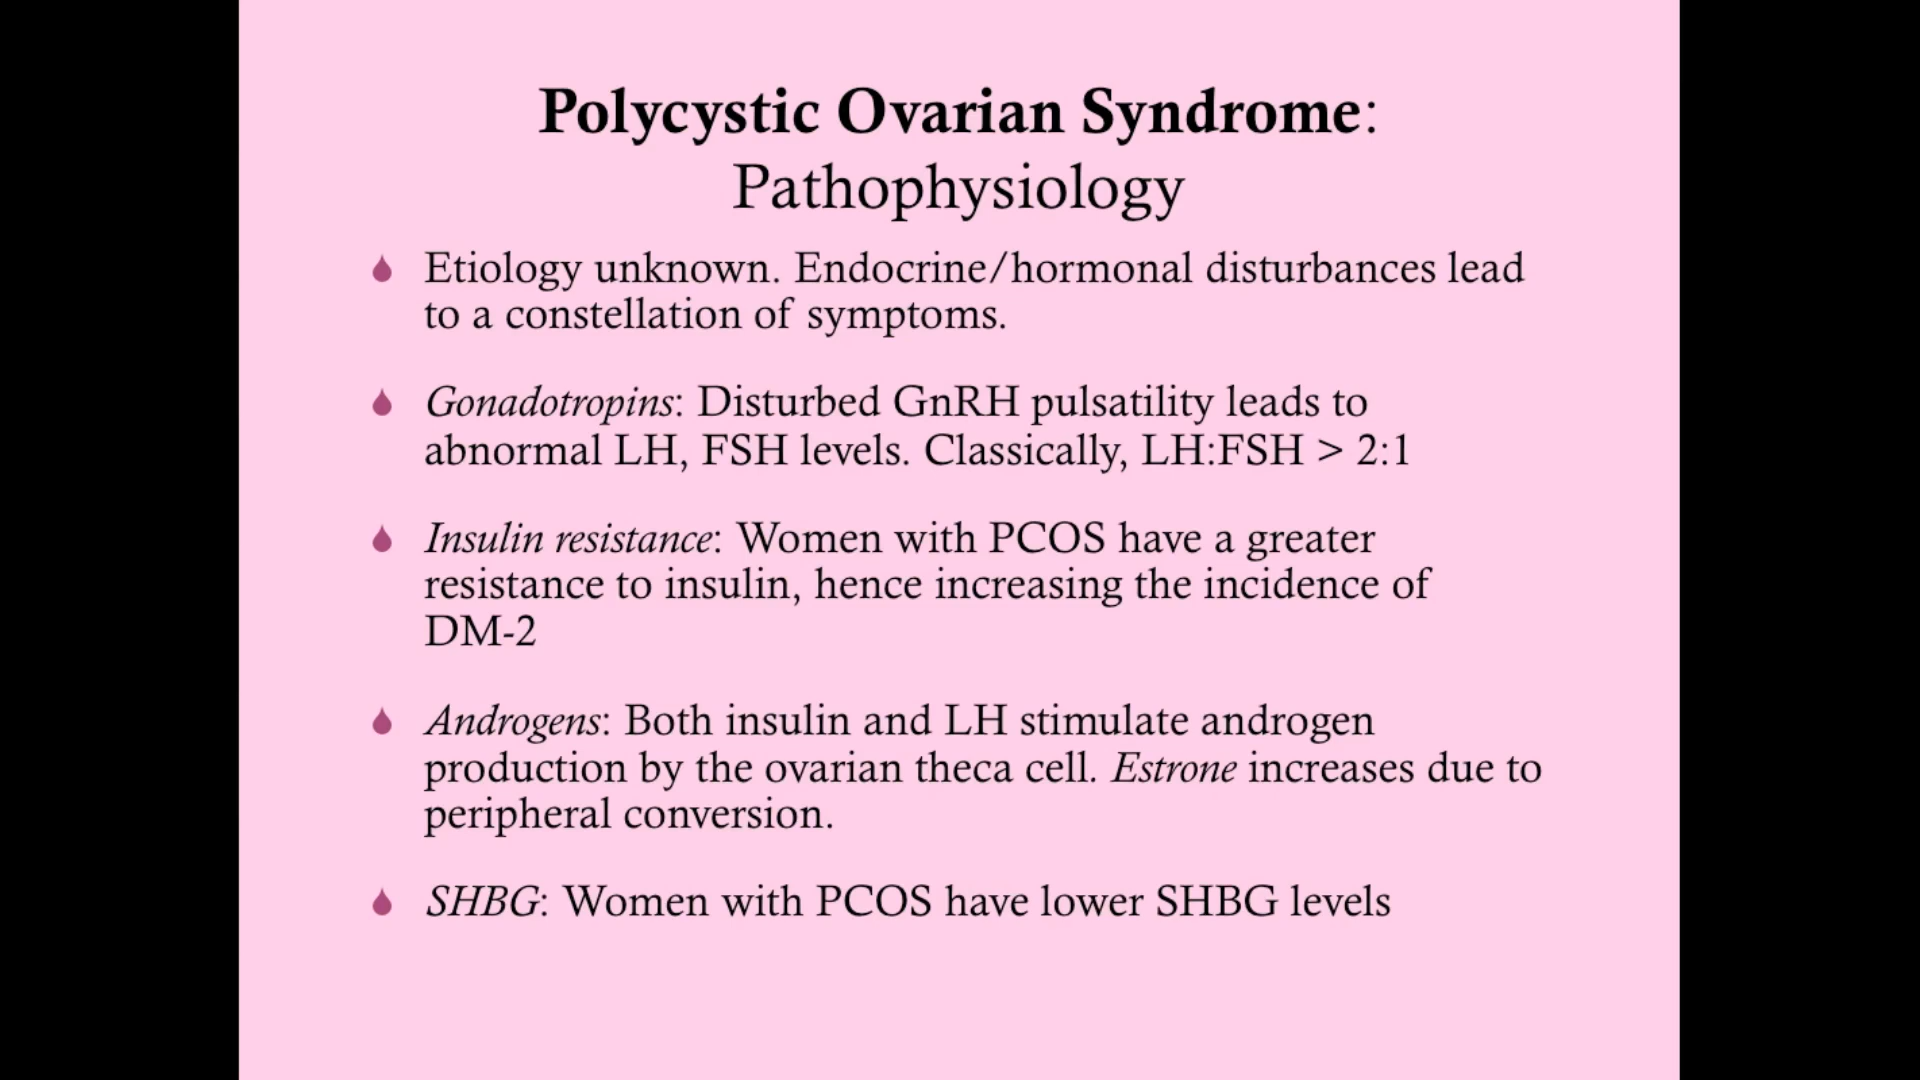 Polycystic Ovarian Syndrome:
Pathophysiology
Etiology unknown. Endocrine/hormonal disturbances lead
to a constellation of symptoms.
Gonadotropins: Disturbed GnRH pulsatility leads to
abnormal LH, FSH levels. Classically, LH:FSH > 2:1
Insulin resistance: Women with PCOS have a greater
resistance to insulin, hence increasing the incidence of
DM-2
Androgens: Both insulin and LH stimulate androgen
production by the ovarian theca cell. Estrone increases due to
peripheral conversion.
SHBG: Women with PCOS have lower SHBG levels